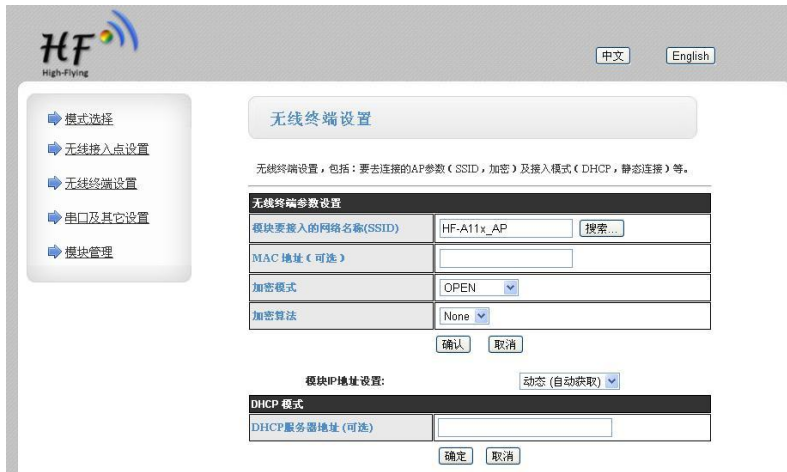 HF
High-Flying
中文 English
模式选择
无线接入点设置
无线终端设置
串口及其它设置
模块管理
无线终端设置
无线终端设置，包括：要去连接的AP参数（SSID，加密）及接入模式（DHCP，静态连接）等。
无线终端参数设置
模块要接入的网络名称(SSID) HF-A11x_AP 搜索...
MAC 地址（可选）
加密模式 OPEN
加密算法 None
确认 取消
模块IP地址设置: 动态 (自动获取)
DHCP 模式
DHCP服务器地址 (可选)
确定 取消